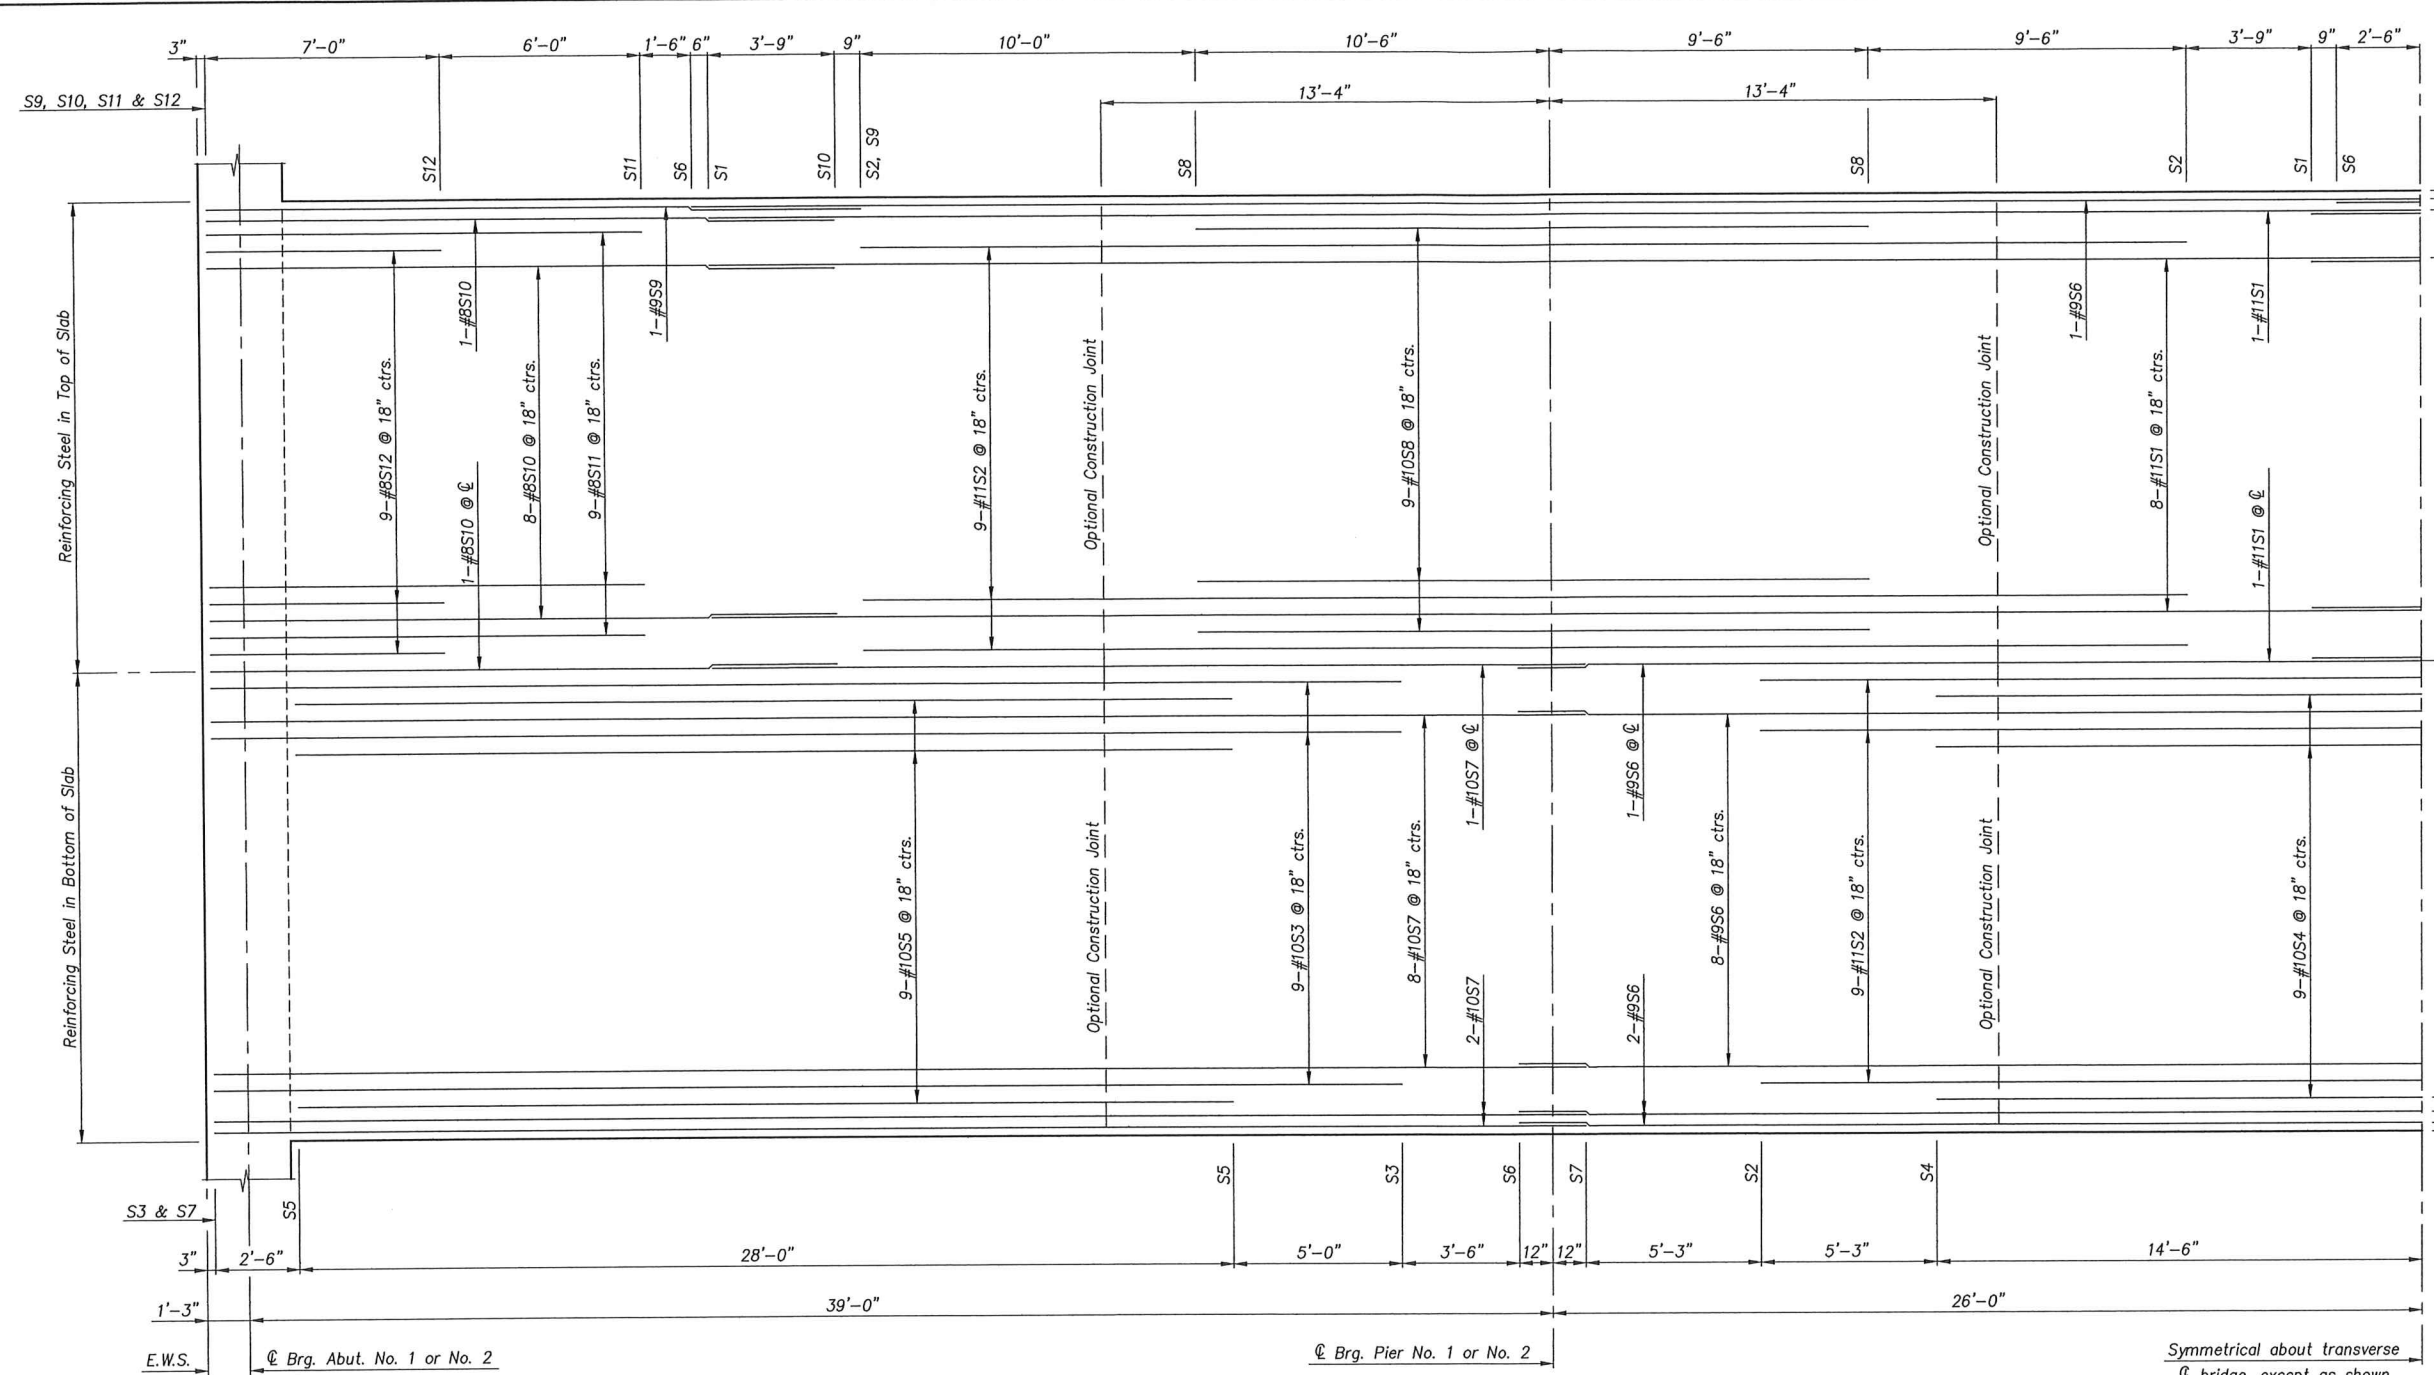 3" 7'-0" 6'-0" 1'-6" 6" 3'-9" 9" 10'-0" 10'-6" 9'-6" 9'-6" 3'-9" 9" 2'-6"
13'-4" 13'-4"
S9, S10, S11 & S12
S12
S11
S6
S1
S10
S2, S9
S8
S8
S2
S1
S6
Reinforcing Steel in Top of Slab
9-#8S12 @ 18" ctrs.
1-#8S10
1-#8S10 @ ℄
8-#8S10 @ 18" ctrs.
9-#8S11 @ 18" ctrs.
1-#9S9
9-#11S2 @ 18" ctrs.
Optional Construction Joint
9-#10S8 @ 18" ctrs.
Optional Construction Joint
1-#9S6
8-#11S1 @ 18" ctrs.
1-#11S1
1-#11S1 @ ℄
Reinforcing Steel in Bottom of Slab
9-#10S5 @ 18" ctrs.
Optional Construction Joint
9-#10S3 @ 18" ctrs.
8-#10S7 @ 18" ctrs.
1-#10S7 @ ℄
2-#10S7
1-#9S6 @ ℄
2-#9S6
8-#9S6 @ 18" ctrs.
9-#11S2 @ 18" ctrs.
Optional Construction Joint
9-#10S4 @ 18" ctrs.
S3 & S7
S5
S5
S3
S6
S7
S2
S4
3" 2'-6" 28'-0" 5'-0" 3'-6" 12" 12" 5'-3" 5'-3" 14'-6"
1'-3" 39'-0" 26'-0"
E.W.S.
℄ Brg. Abut. No. 1 or No. 2
℄ Brg. Pier No. 1 or No. 2
Symmetrical about transverse
℄ bridge, except as shown